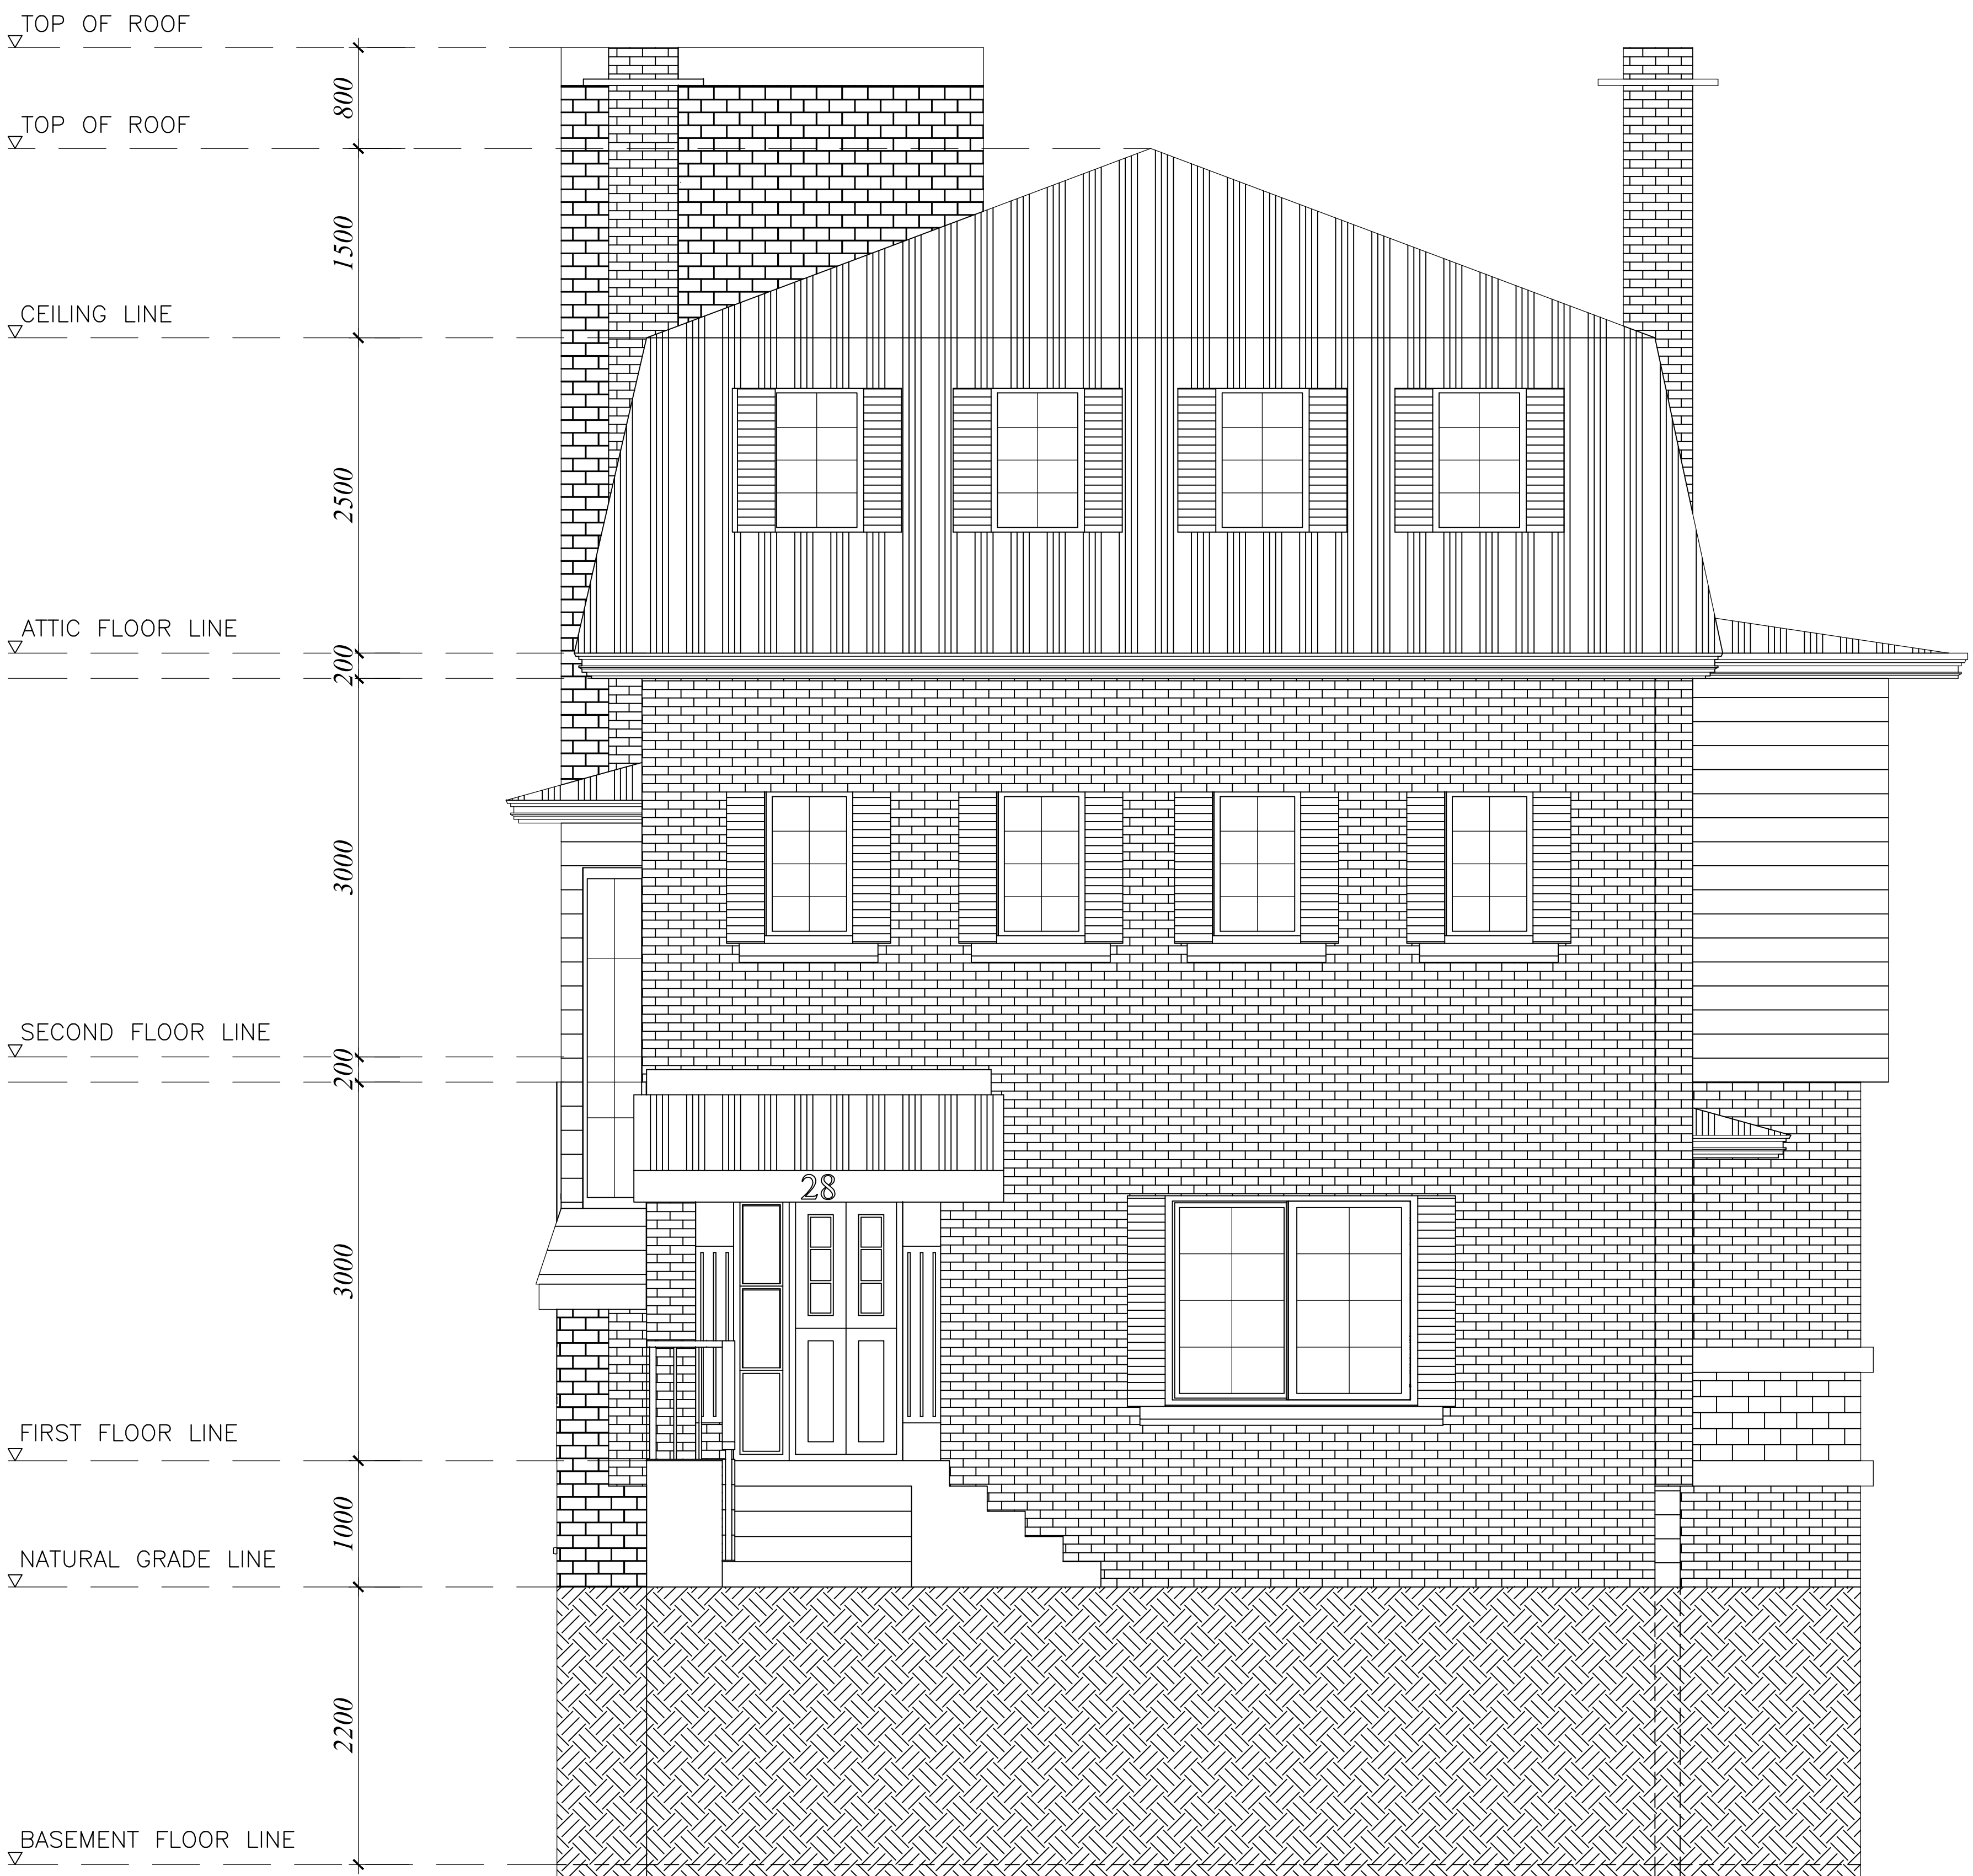 TOP OF ROOF
800
TOP OF ROOF
1500
CEILING LINE
2500
ATTIC FLOOR LINE
200
3000
SECOND FLOOR LINE
200
28
3000
FIRST FLOOR LINE
1000
NATURAL GRADE LINE
2200
BASEMENT FLOOR LINE